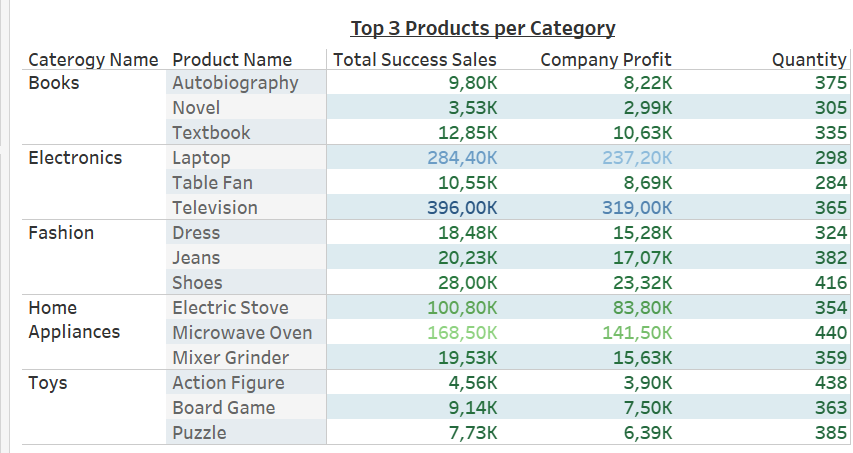 Top 3 Products per Category
Caterogy Name Product Name Total Success Sales Company Profit Quantity
Books Autobiography 9,80K 8,22K 375
Novel 3,53K 2,99K 305
Textbook 12,85K 10,63K 335
Electronics Laptop 284,40K 237,20K 298
Table Fan 10,55K 8,69K 284
Television 396,00K 319,00K 365
Fashion Dress 18,48K 15,28K 324
Jeans 20,23K 17,07K 382
Shoes 28,00K 23,32K 416
Home Electric Stove 100,80K 83,80K 354
Appliances Microwave Oven 168,50K 141,50K 440
Mixer Grinder 19,53K 15,63K 359
Toys Action Figure 4,56K 3,90K 438
Board Game 9,14K 7,50K 363
Puzzle 7,73K 6,39K 385